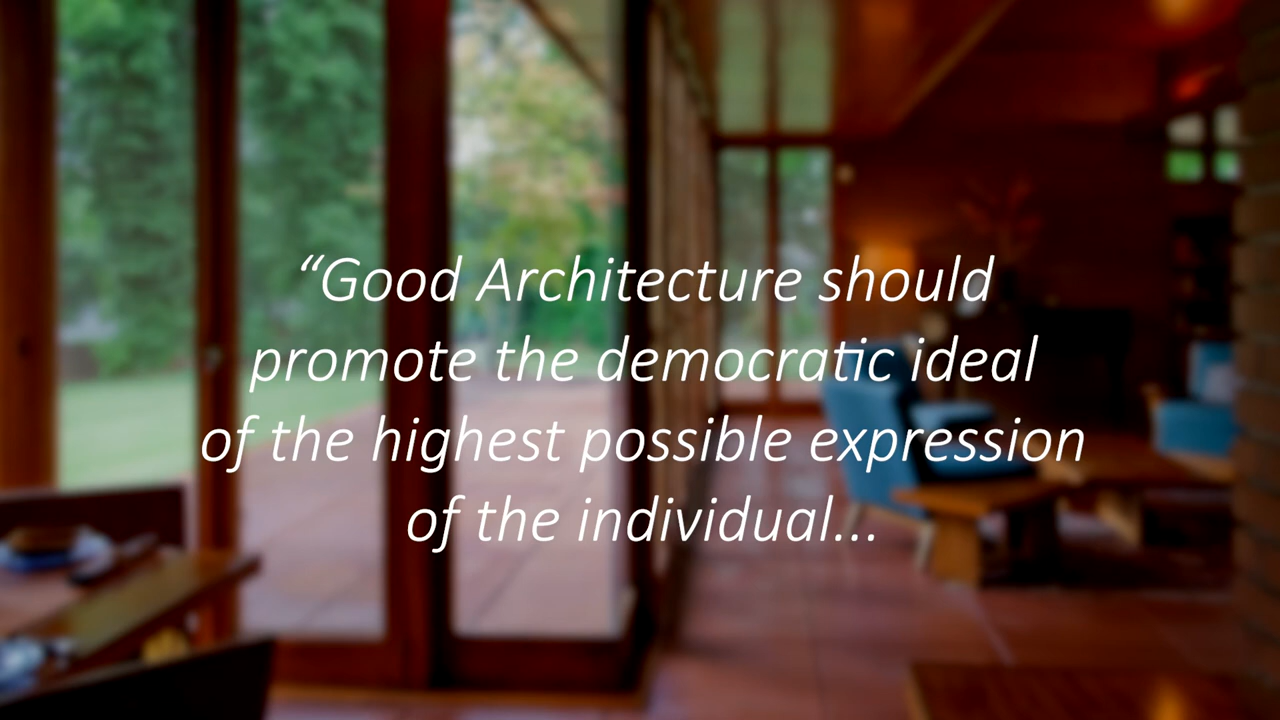 “Good Architecture should
promote the democratic ideal
of the highest possible expression
of the individual...